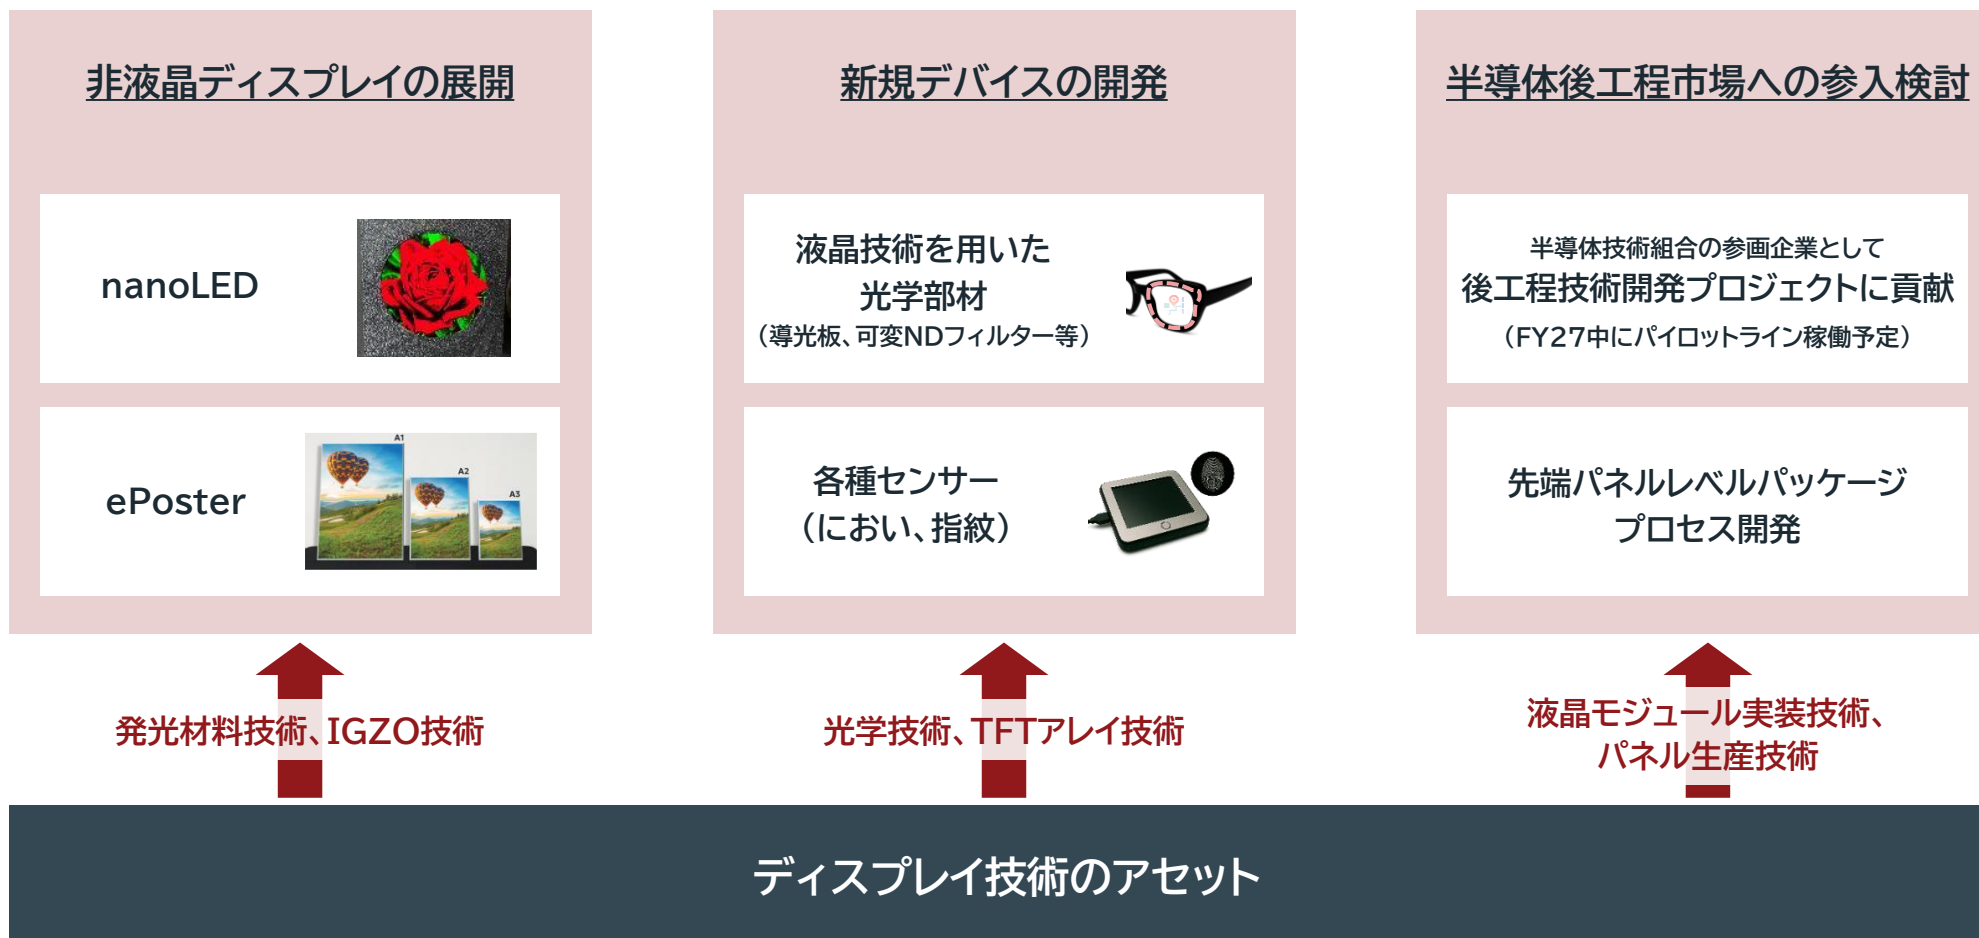 非液晶ディスプレイの展開
nanoLED
ePoster
A1
A2
A3
新規デバイスの開発
液晶技術を用いた
光学部材
（導光板、可変NDフィルター等）
各種センサー
（におい、指紋）
半導体後工程市場への参入検討
半導体技術組合の参画企業として
後工程技術開発プロジェクトに貢献
（FY27中にパイロットライン稼働予定）
先端パネルレベルパッケージ
プロセス開発
発光材料技術、IGZO技術
光学技術、TFTアレイ技術
液晶モジュール実装技術、
パネル生産技術
ディスプレイ技術のアセット